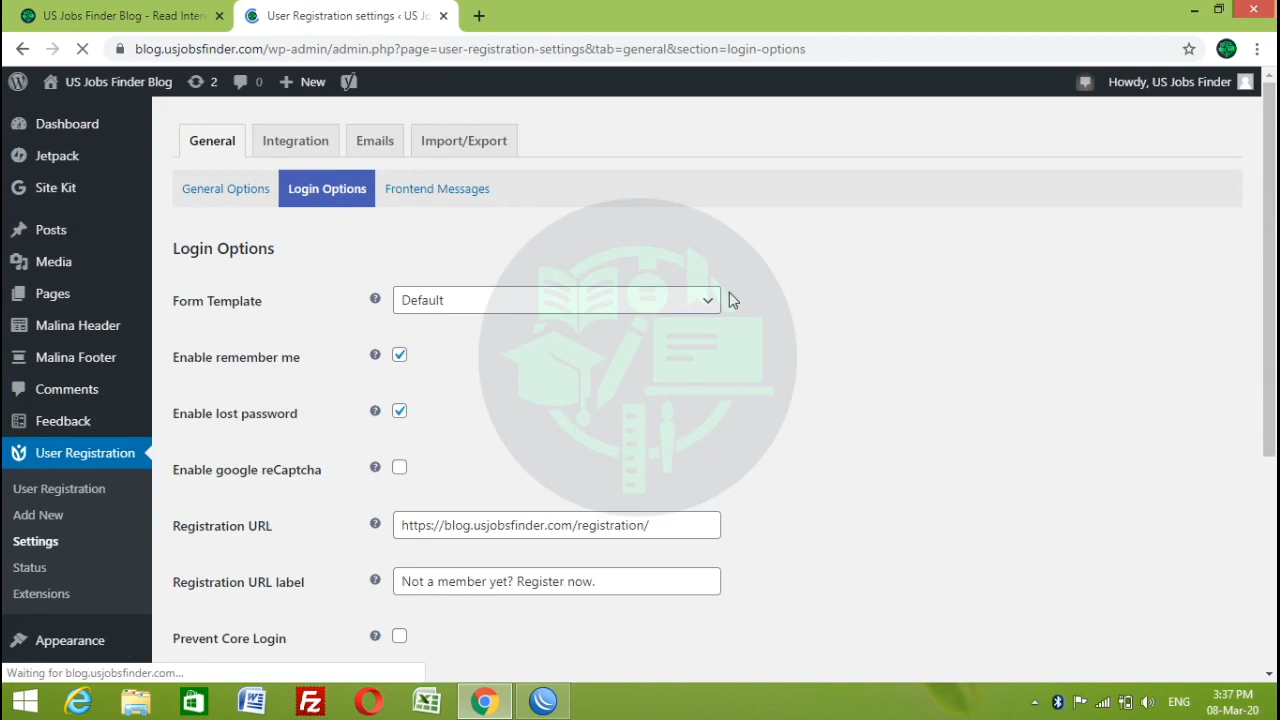 US Jobs Finder Blog - Read Inter
User Registration settings ‹ US Jo
blog.usjobsfinder.com/wp-admin/admin.php?page=user-registration-settings&tab=general&section=login-options
US Jobs Finder Blog 2 0 New Howdy, US Jobs Finder
Dashboard
Jetpack
Site Kit
Posts
Media
Pages
Malina Header
Malina Footer
Comments
Feedback
User Registration
User Registration
Add New
Settings
Status
Extensions
Appearance
General Integration Emails Import/Export
General Options Login Options Frontend Messages
Login Options
Form Template ? Default
Enable remember me ?
Enable lost password ?
Enable google reCaptcha ?
Registration URL ? https://blog.usjobsfinder.com/registration/
Registration URL label ? Not a member yet? Register now.
Prevent Core Login ?
Waiting for blog.usjobsfinder.com...
ENG
3:37 PM
08-Mar-20